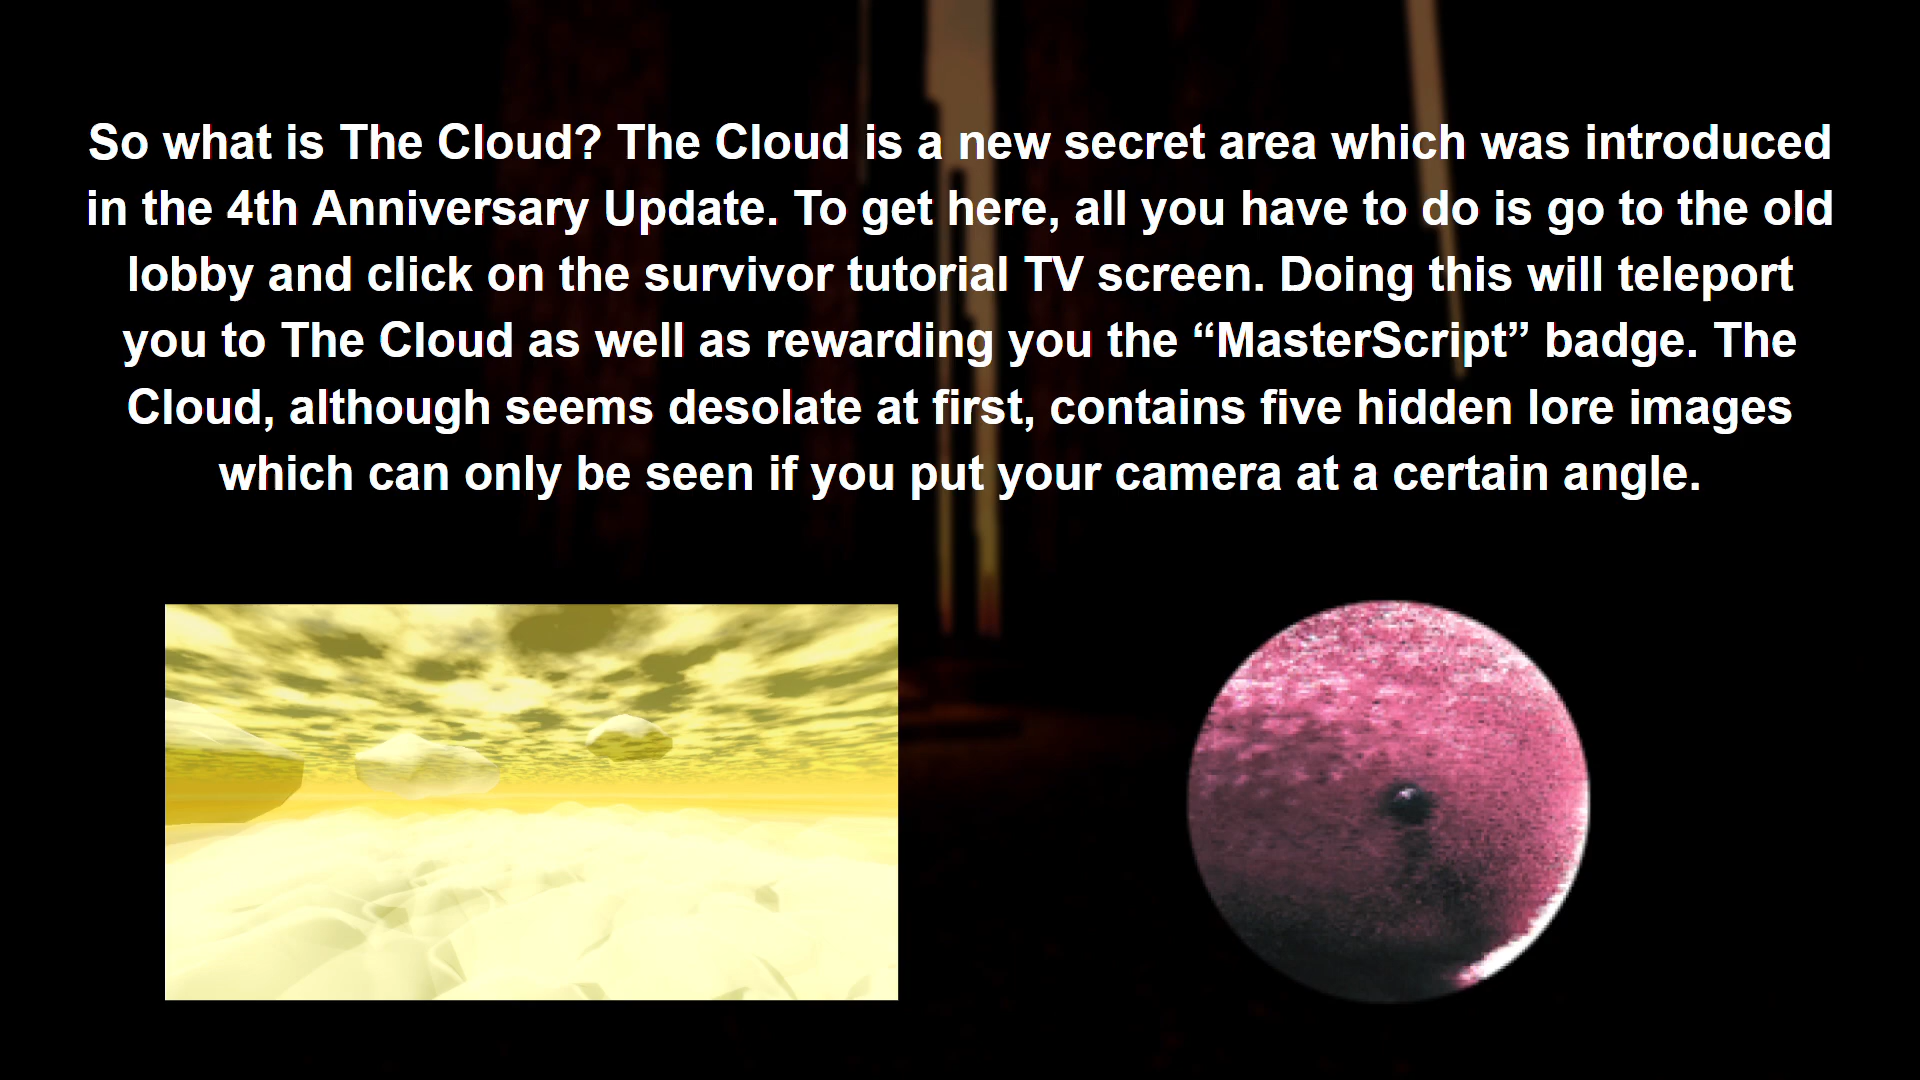 So what is The Cloud? The Cloud is a new secret area which was introduced
in the 4th Anniversary Update. To get here, all you have to do is go to the old
lobby and click on the survivor tutorial TV screen. Doing this will teleport
you to The Cloud as well as rewarding you the “MasterScript” badge. The
Cloud, although seems desolate at first, contains five hidden lore images
which can only be seen if you put your camera at a certain angle.